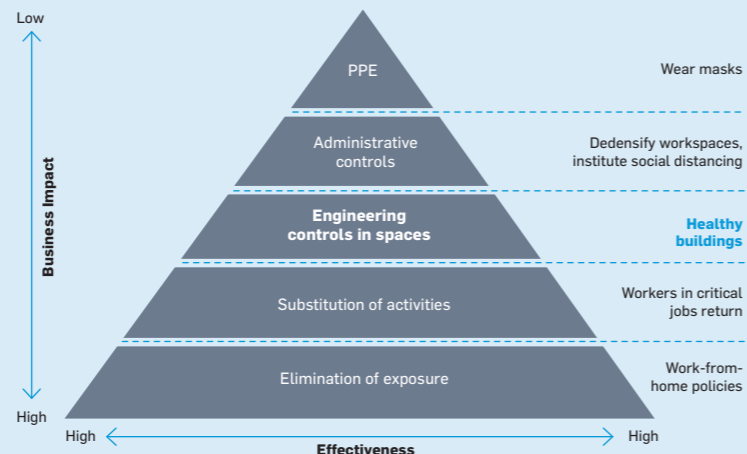 Low
PPE
Wear masks
Administrative
controls
Dedensify workspaces,
institute social distancing
Business Impact
Engineering
controls in spaces
Healthy
buildings
Substitution of activities
Workers in critical
jobs return
Elimination of exposure
Work-from-
home policies
High
High
High
Effectiveness